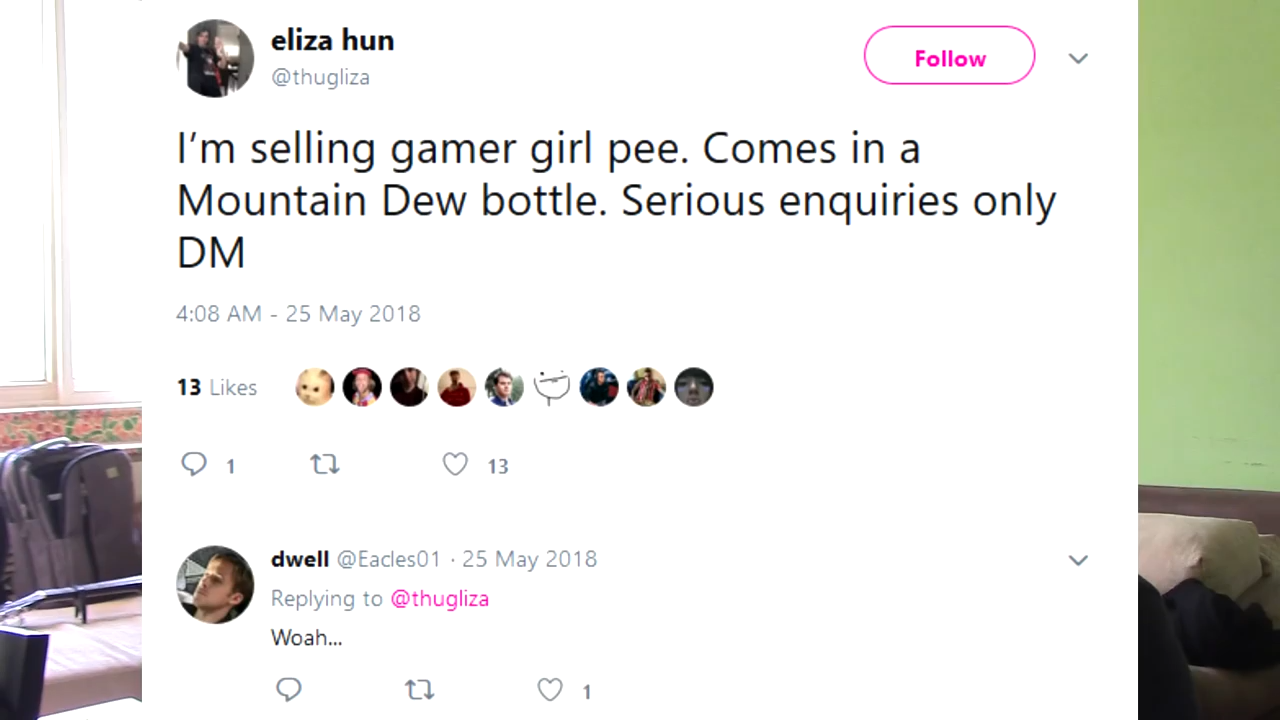 eliza hun
@thugliza
Follow
I’m selling gamer girl pee. Comes in a
Mountain Dew bottle. Serious enquiries only
DM
4:08 AM - 25 May 2018
13 Likes
1
13
dwell @Eacles01 · 25 May 2018
Replying to @thugliza
Woah...
1